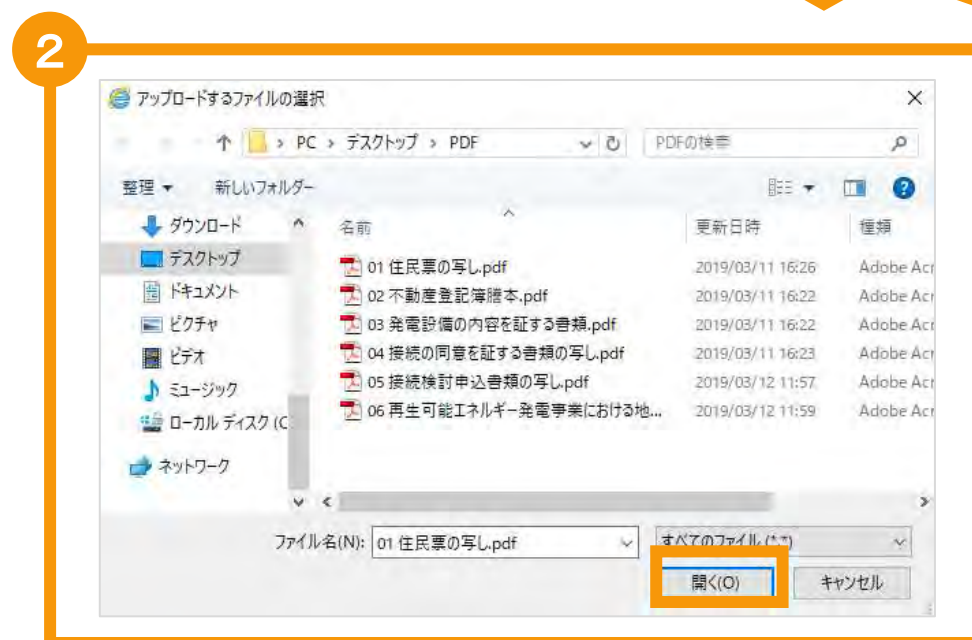 2
アップロードするファイルの選択
PC › デスクトップ › PDF
PDFの検索
整理
新しいフォルダー
ダウンロード
デスクトップ
ドキュメント
ピクチャ
ビデオ
ミュージック
ローカル ディスク (C
ネットワーク
名前 更新日時 種類
01 住民票の写し.pdf 2019/03/11 16:26 Adobe Acr
02 不動産登記簿謄本.pdf 2019/03/11 16:22 Adobe Acr
03 発電設備の内容を証する書類.pdf 2019/03/11 16:22 Adobe Acr
04 接続の同意を証する書類の写し.pdf 2019/03/11 16:23 Adobe Acr
05 接続検討申込書類の写し.pdf 2019/03/12 11:57 Adobe Acr
06 再生可能エネルギー発電事業における地... 2019/03/12 11:59 Adobe Acr
ファイル名(N): 01 住民票の写し.pdf
すべてのファイル (*.*)
開く(O)
キャンセル